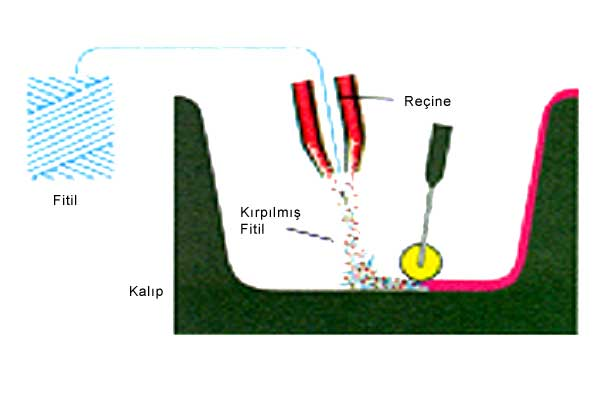 Reçine
Fitil
Kırpılmış
Fitil
Kalıp